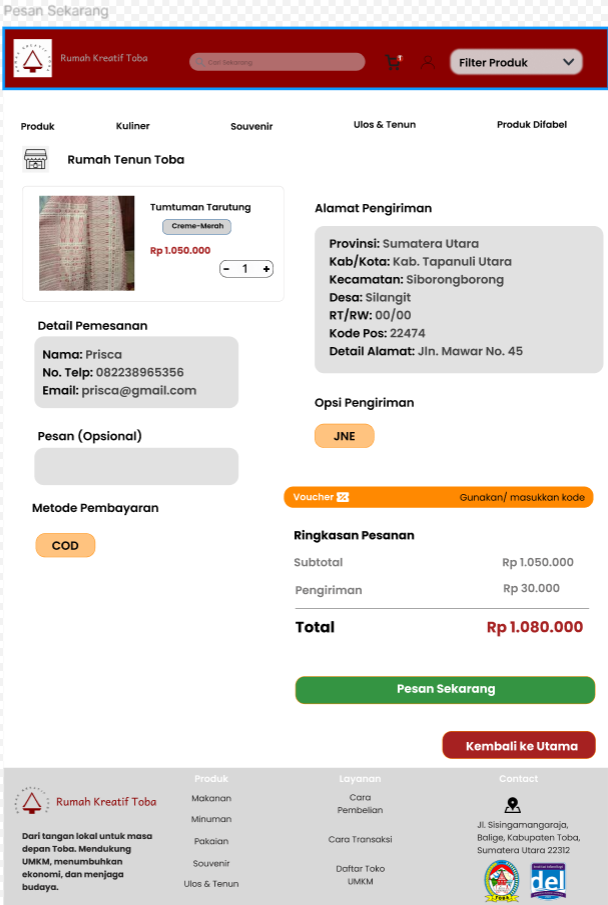 Pesan Sekarang
Rumah Kreatif Toba
Cari Sekarang
1
Filter Produk
Produk
Kuliner
Souvenir
Ulos & Tenun
Produk Difabel
Rumah Tenun Toba
Tumtuman Tarutung
Creme-Merah
Rp 1.050.000
- 1 +
Detail Pemesanan
Nama: Prisca
No. Telp: 082238965356
Email: prisca@gmail.com
Pesan (Opsional)
Metode Pembayaran
COD
Alamat Pengiriman
Provinsi: Sumatera Utara
Kab/Kota: Kab. Tapanuli Utara
Kecamatan: Siborongborong
Desa: Silangit
RT/RW: 00/00
Kode Pos: 22474
Detail Alamat: Jln. Mawar No. 45
Opsi Pengiriman
JNE
Voucher
Gunakan/ masukkan kode
Ringkasan Pesanan
Subtotal Rp 1.050.000
Pengiriman Rp 30.000
Total Rp 1.080.000
Pesan Sekarang
Kembali ke Utama
Rumah Kreatif Toba
Dari tangan lokal untuk masa
depan Toba. Mendukung
UMKM, menumbuhkan
ekonomi, dan menjaga
budaya.
Produk
Makanan
Minuman
Pakaian
Souvenir
Ulos & Tenun
Layanan
Cara
Pembelian
Cara Transaksi
Daftar Toko
UMKM
Contact
Jl. Sisingamangaraja,
Balige, Kabupaten Toba,
Sumatera Utara 22312
TOBA
del